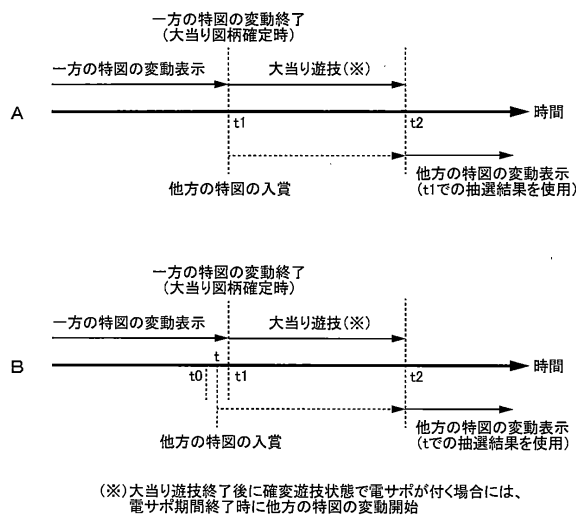 一方の特図の変動終了
(大当り図柄確定時)
一方の特図の変動表示
大当り遊技(※)
A
時間
t1
t2
他方の特図の入賞
他方の特図の変動表示
(t1での抽選結果を使用)
一方の特図の変動終了
(大当り図柄確定時)
一方の特図の変動表示
大当り遊技(※)
t
B
時間
t0
t1
t2
他方の特図の入賞
他方の特図の変動表示
(tでの抽選結果を使用)
(※)大当り遊技終了後に確変遊技状態で電サポが付く場合には、
電サポ期間終了時に他方の特図の変動開始